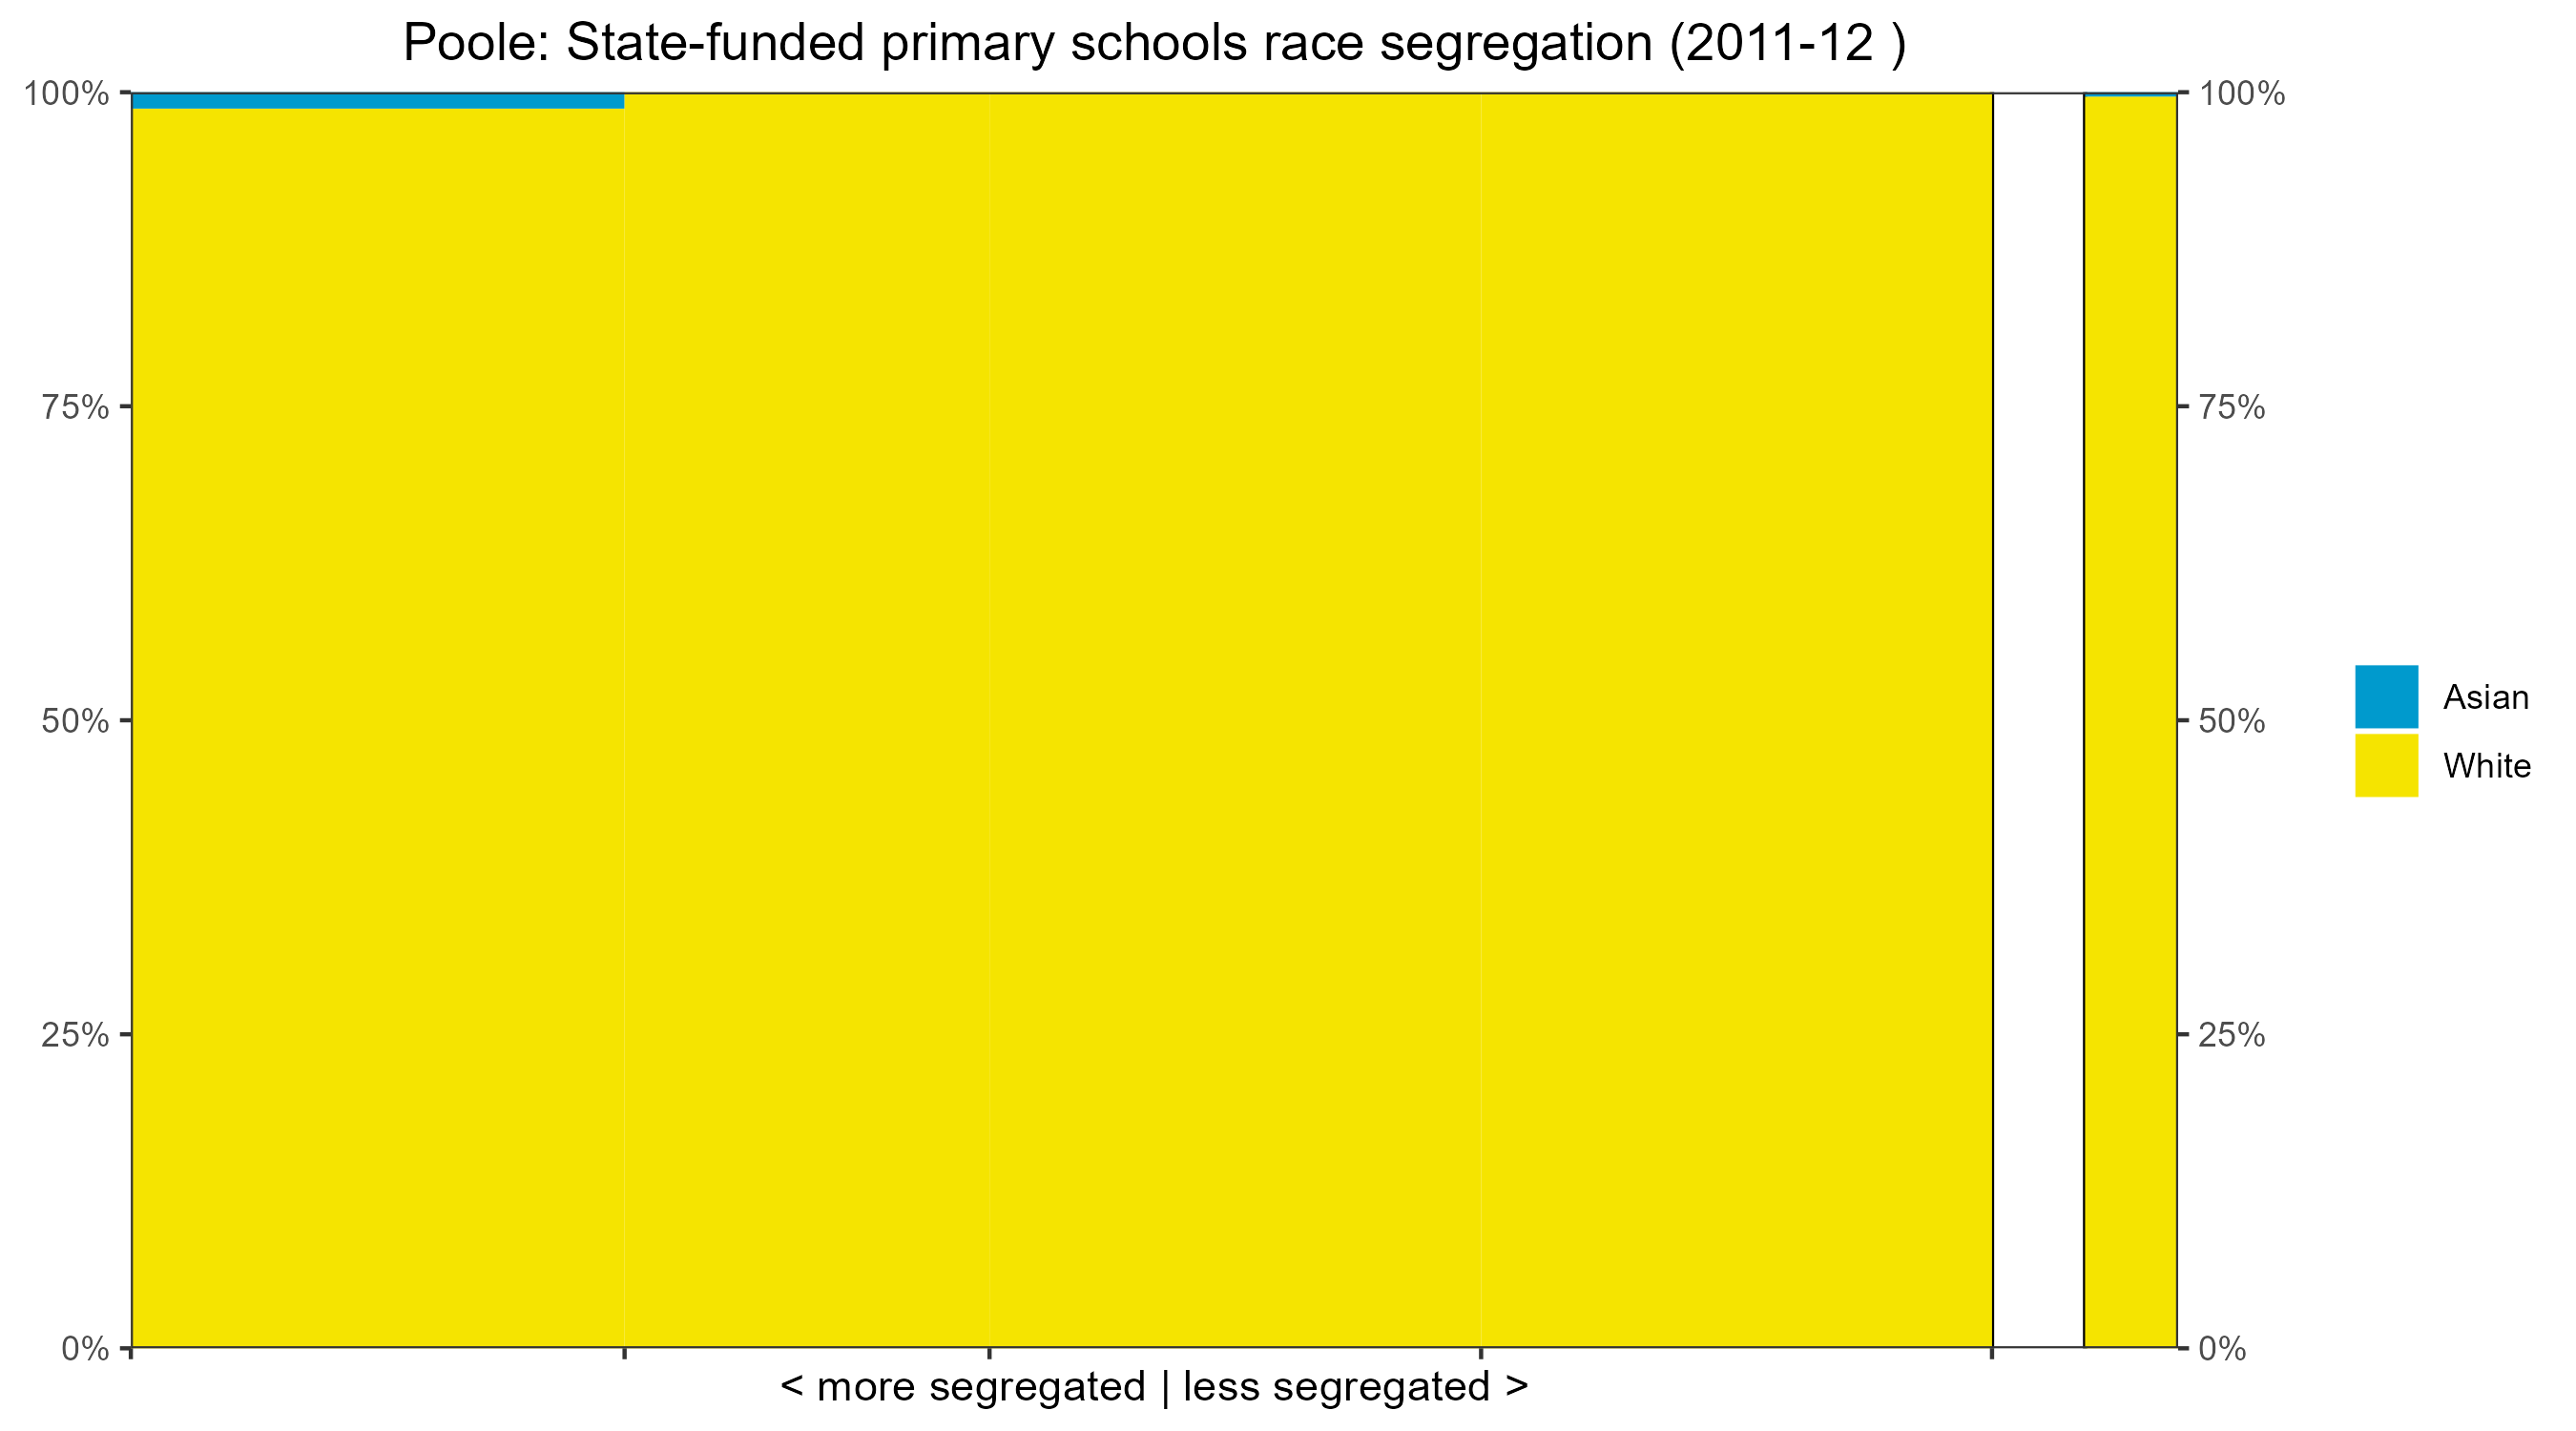 Poole: State-funded primary schools race segregation (2011-12 )
100%
75%
50%
25%
0%
100%
75%
50%
25%
0%
Asian
White
< more segregated | less segregated >